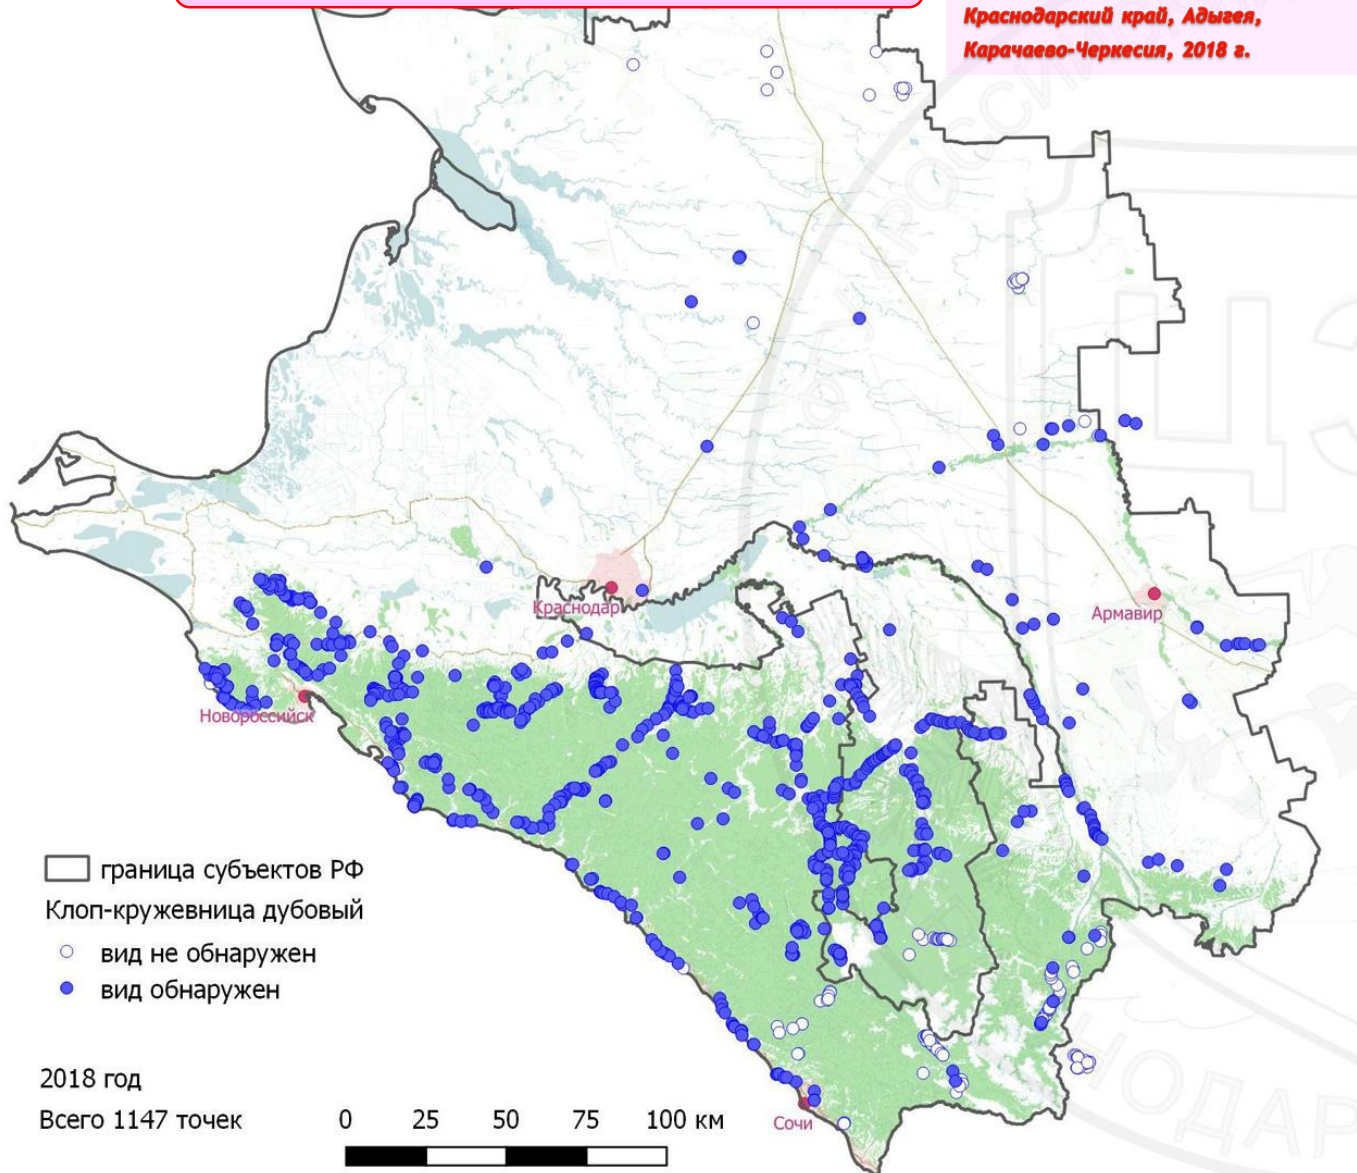 Краснодарский край, Адыгея,
Карачаево-Черкесия, 2018 г.
Краснодар
Армавир
Новороссийск
граница субъектов РФ
Клоп-кружевница дубовый
вид не обнаружен
вид обнаружен
2018 год
Всего 1147 точек
0 25 50 75 100 км
Сочи